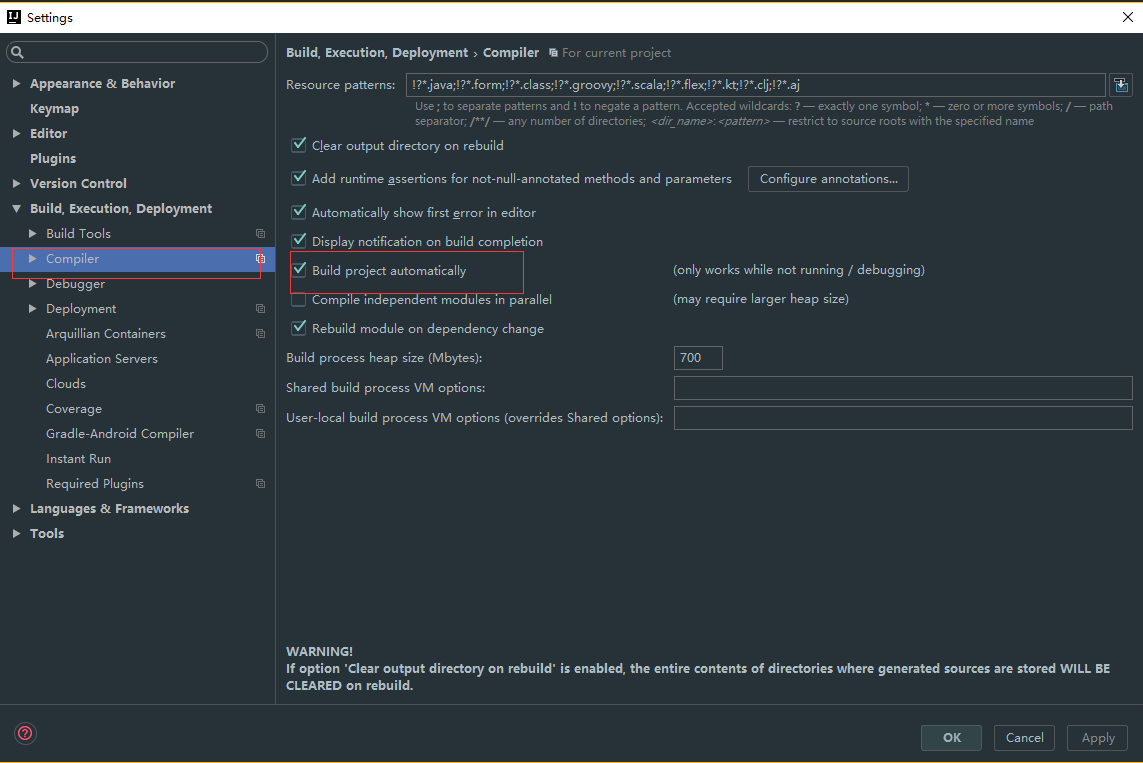 Settings
Appearance & Behavior
Keymap
Editor
Plugins
Version Control
Build, Execution, Deployment
Build Tools
Compiler
Debugger
Deployment
Arquillian Containers
Application Servers
Clouds
Coverage
Gradle-Android Compiler
Instant Run
Required Plugins
Languages & Frameworks
Tools
Build, Execution, Deployment › Compiler For current project
Resource patterns: !?*.java;!?*.form;!?*.class;!?*.groovy;!?*.scala;!?*.flex;!?*.kt;!?*.clj;!?*.aj
Use ; to separate patterns and ! to negate a pattern. Accepted wildcards: ? — exactly one symbol; * — zero or more symbols; / — path
separator; /**/ — any number of directories; <dir_name>:<pattern> — restrict to source roots with the specified name
Clear output directory on rebuild
Add runtime assertions for not-null-annotated methods and parameters Configure annotations...
Automatically show first error in editor
Display notification on build completion
Build project automatically (only works while not running / debugging)
Compile independent modules in parallel (may require larger heap size)
Rebuild module on dependency change
Build process heap size (Mbytes): 700
Shared build process VM options:
User-local build process VM options (overrides Shared options):
WARNING!
If option 'Clear output directory on rebuild' is enabled, the entire contents of directories where generated sources are stored WILL BE
CLEARED on rebuild.
? OK Cancel Apply